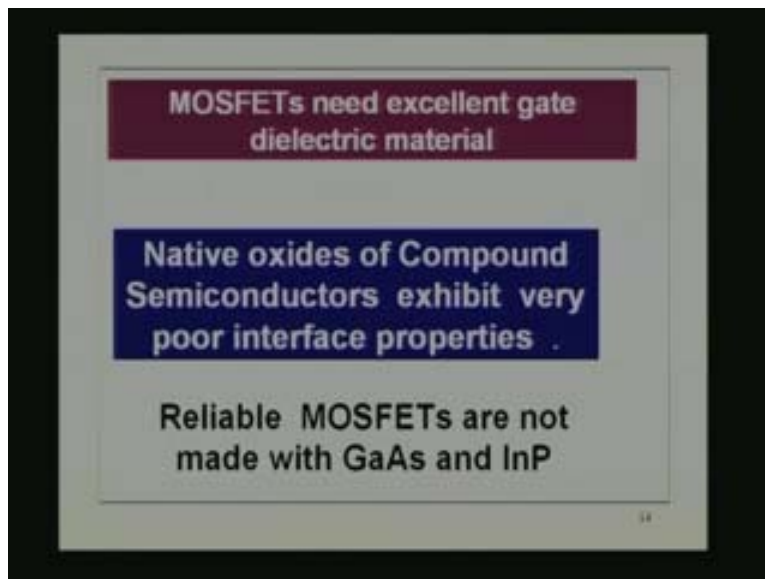 MOSFETs need excellent gate
dielectric material
Native oxides of Compound
Semiconductors exhibit very
poor interface properties .
Reliable MOSFETs are not
made with GaAs and InP